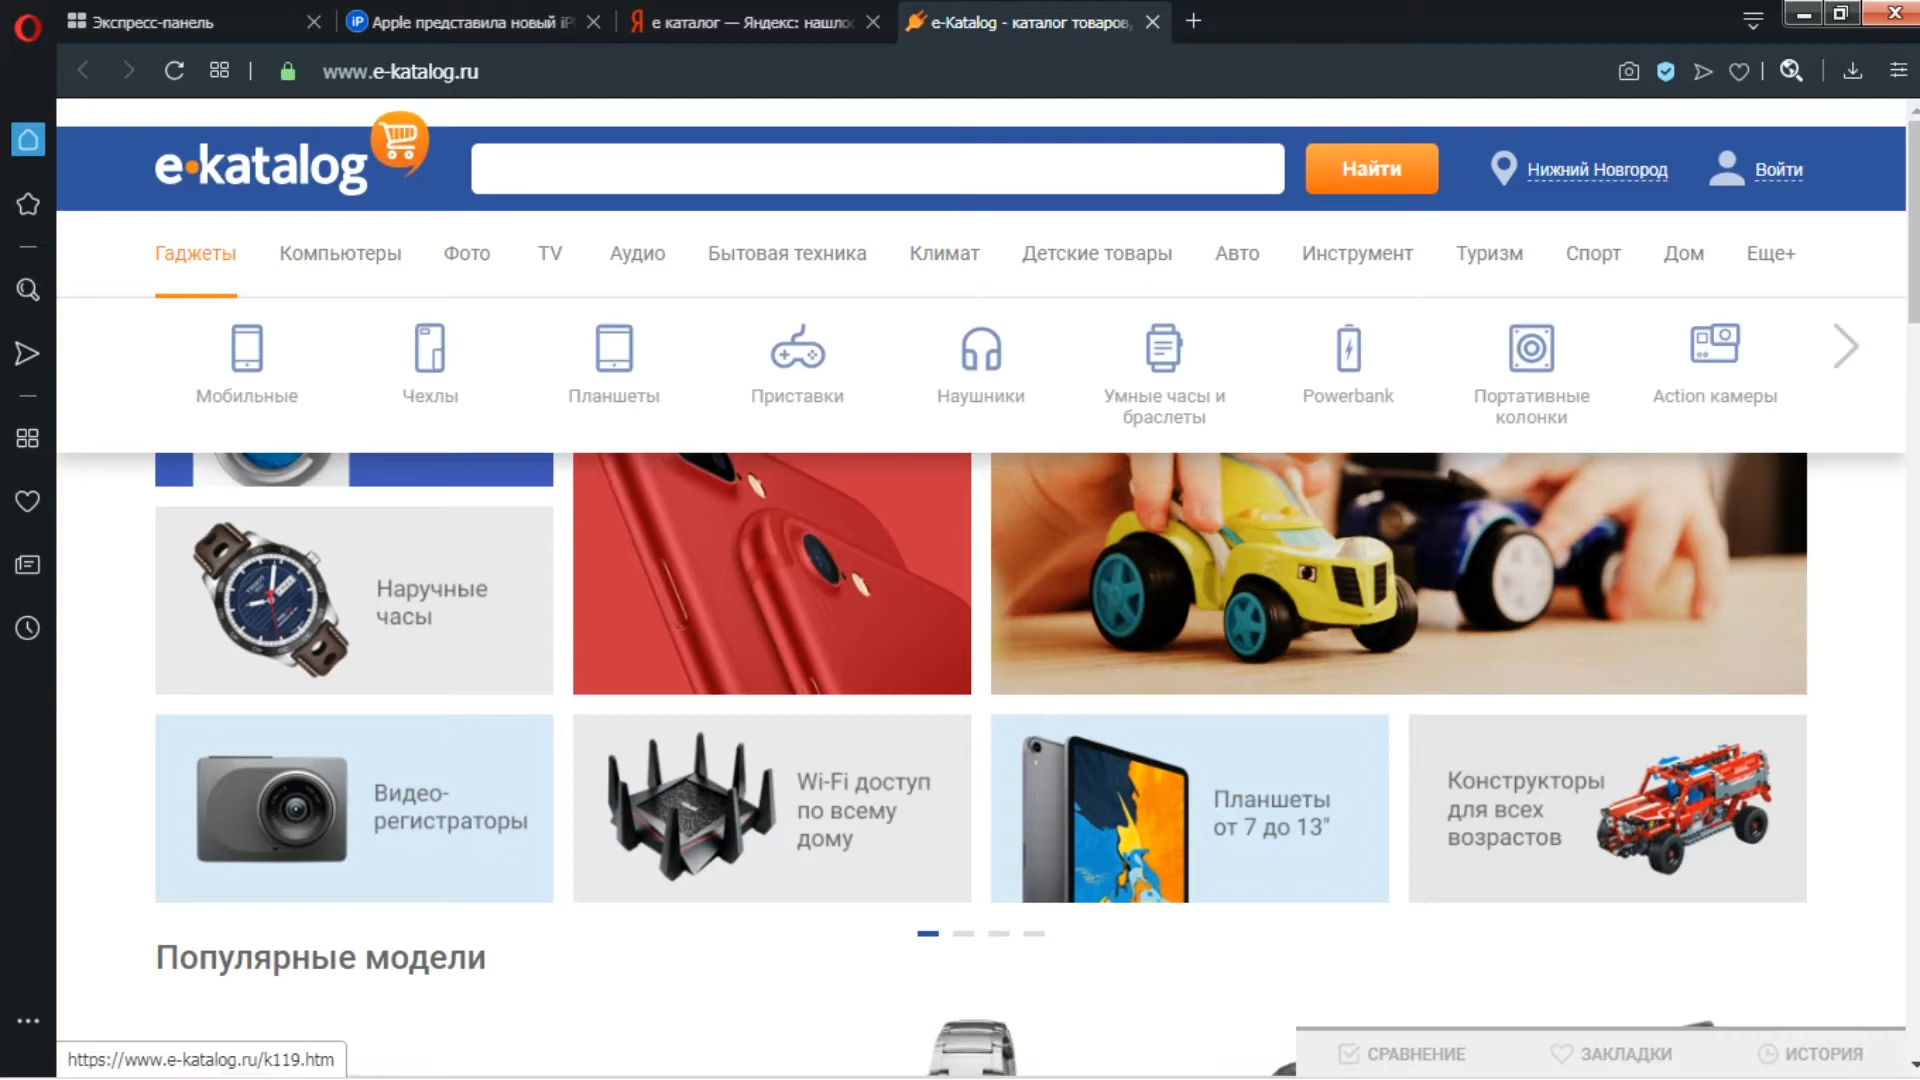 Экспресс-панель
Apple представила новый iP
е каталог — Яндекс: нашлос
e-Katalog - каталог товаров,
www.e-katalog.ru
e·katalog
Найти
Нижний Новгород
Войти
Гаджеты
Компьютеры
Фото
TV
Аудио
Бытовая техника
Климат
Детские товары
Авто
Инструмент
Туризм
Спорт
Дом
Еще+
Мобильные
Чехлы
Планшеты
Приставки
Наушники
Умные часы и
браслеты
Powerbank
Портативные
колонки
Action камеры
Наручные
часы
Видео-
регистраторы
Wi-Fi доступ
по всему
дому
Планшеты
от 7 до 13"
Конструкторы
для всех
возрастов
Популярные модели
https://www.e-katalog.ru/k119.htm
СРАВНЕНИЕ
ЗАКЛАДКИ
ИСТОРИЯ